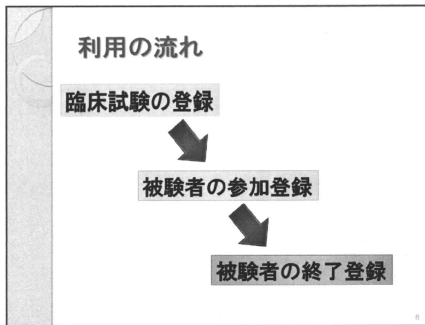 利用の流れ
臨床試験の登録
被験者の参加登録
被験者の終了登録
8